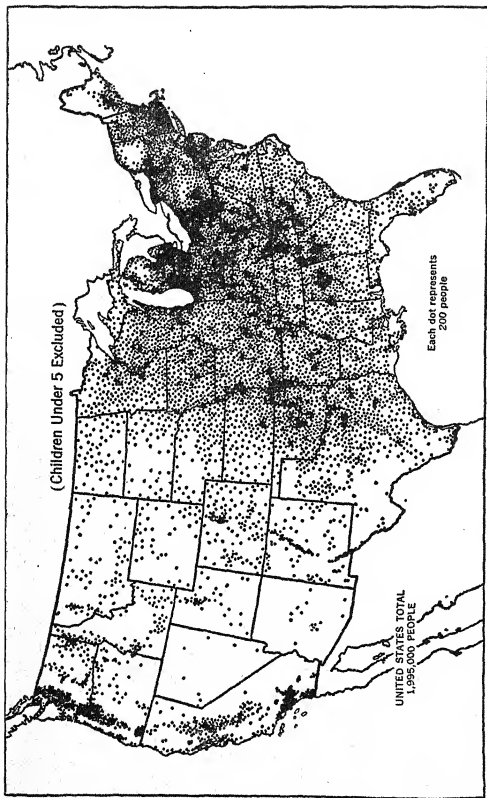 (Children Under 5 Excluded)
Each dot represents
200 people
UNITED STATES TOTAL
1,995,000 PEOPLE